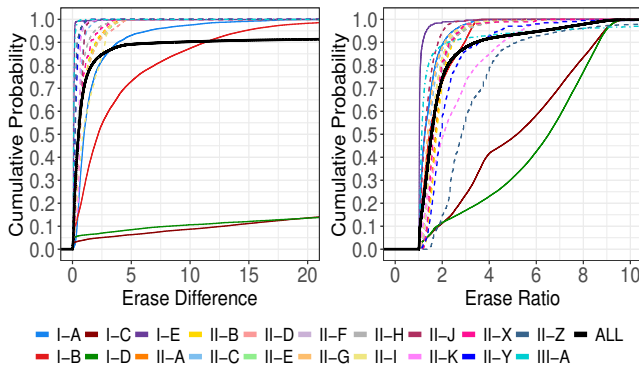 1.0
0.9
0.8
0.7
0.6
0.5
0.4
0.3
0.2
0.1
0.0
0 5 10 15 20
Erase Difference
Cumulative Probability
1.0
0.9
0.8
0.7
0.6
0.5
0.4
0.3
0.2
0.1
0.0
0 2 4 6 8 10
Erase Ratio
Cumulative Probability
I−A I−C I−E II−B II−D II−F II−H II−J II−X II−Z ALL
I−B I−D II−A II−C II−E II−G II−I II−K II−Y III−A